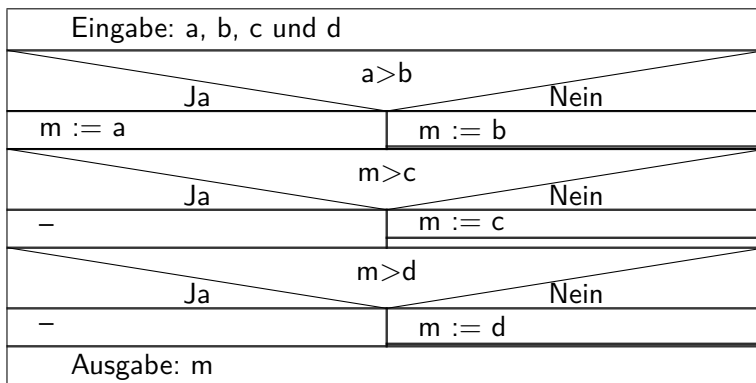 Eingabe: a, b, c und d
a>b
Ja Nein
m := a m := b
m>c
Ja Nein
– m := c
m>d
Ja Nein
– m := d
Ausgabe: m